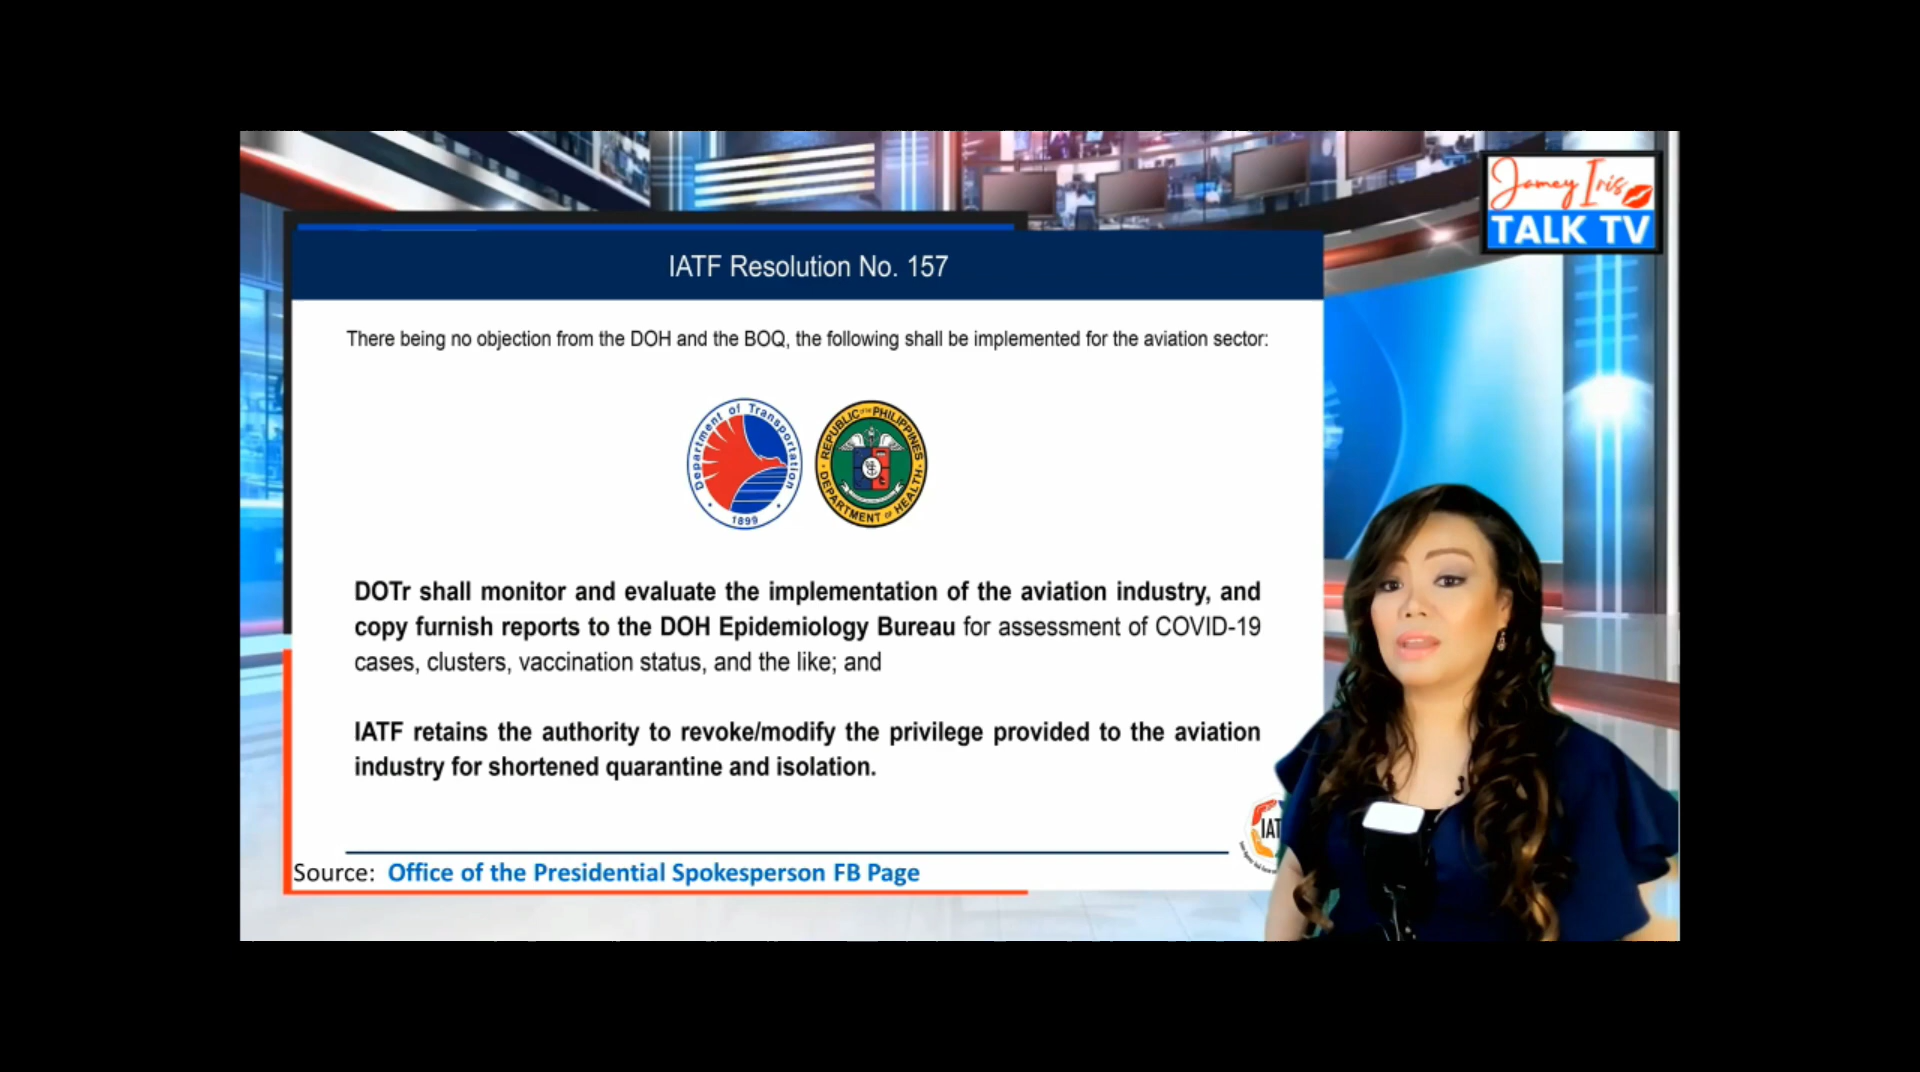 Jamey Iris
TALK TV
IATF Resolution No. 157
There being no objection from the DOH and the BOQ, the following shall be implemented for the aviation sector:
Department of Transportation
1899
REPUBLIC OF THE PHILIPPINES
DEPARTMENT OF HEALTH
DOTr shall monitor and evaluate the implementation of the aviation industry, and
copy furnish reports to the DOH Epidemiology Bureau for assessment of COVID-19
cases, clusters, vaccination status, and the like; and
IATF retains the authority to revoke/modify the privilege provided to the aviation
industry for shortened quarantine and isolation.
IAT
Source: Office of the Presidential Spokesperson FB Page